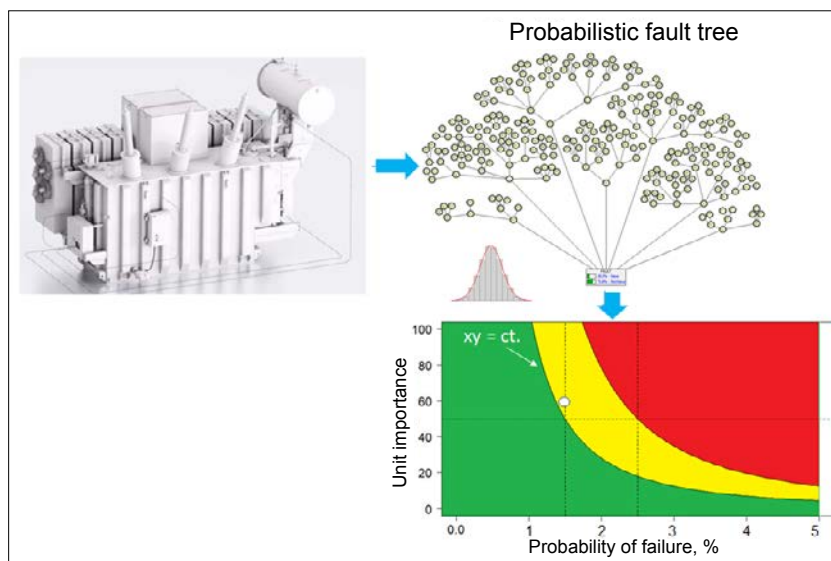 Probabilistic fault tree
xy = ct.
Unit importance
100
80
60
40
20
0
0.0 1 2 3 4 5
Probability of failure, %